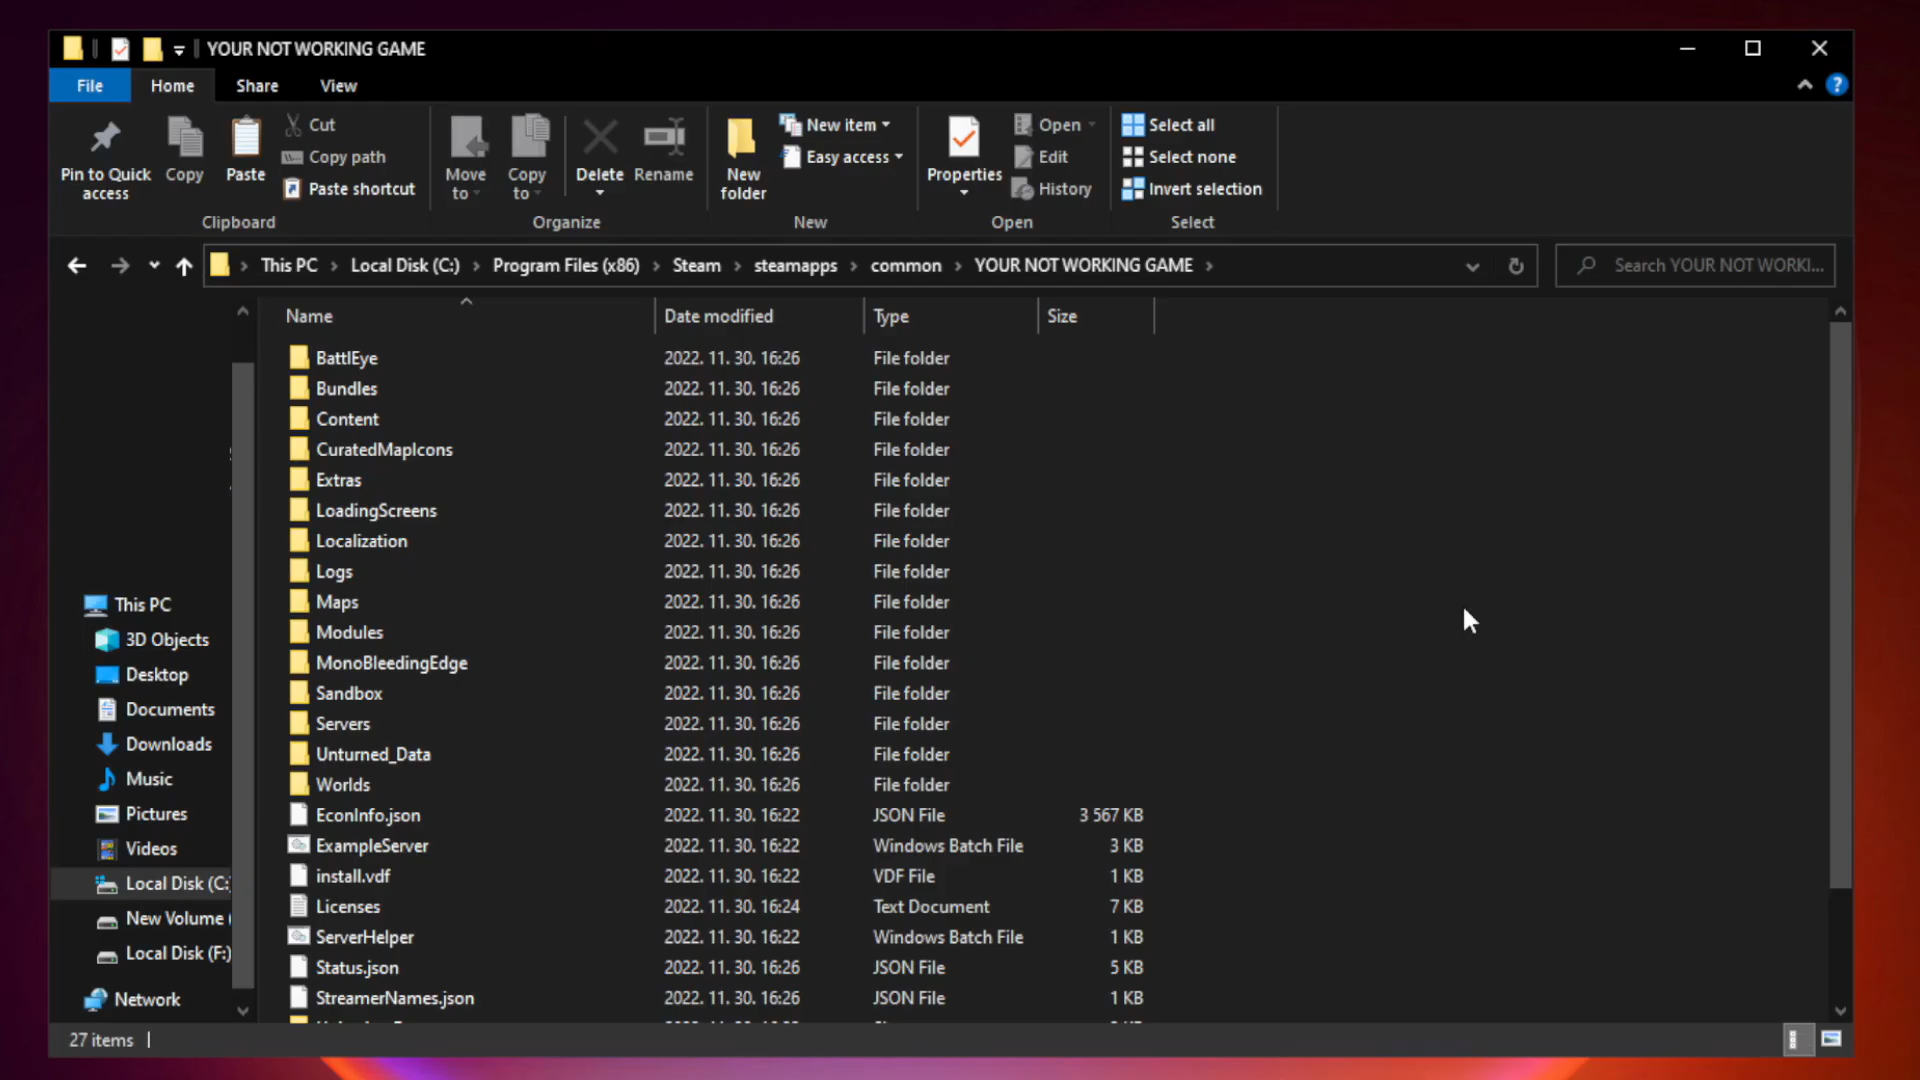 YOUR NOT WORKING GAME
File Home Share View
Pin to Quick access
Copy
Paste
Cut
Copy path
Paste shortcut
Clipboard
Move to
Copy to
Delete
Rename
Organize
New folder
New item
Easy access
New
Properties
Open
Edit
History
Open
Select all
Select none
Invert selection
Select
This PC > Local Disk (C:) > Program Files (x86) > Steam > steamapps > common > YOUR NOT WORKING GAME >
Search YOUR NOT WORKI...
This PC
3D Objects
Desktop
Documents
Downloads
Music
Pictures
Videos
Local Disk (C:
New Volume (
Local Disk (F:)
Network
Name Date modified Type Size
BattlEye 2022. 11. 30. 16:26 File folder
Bundles 2022. 11. 30. 16:26 File folder
Content 2022. 11. 30. 16:26 File folder
CuratedMapIcons 2022. 11. 30. 16:26 File folder
Extras 2022. 11. 30. 16:26 File folder
LoadingScreens 2022. 11. 30. 16:26 File folder
Localization 2022. 11. 30. 16:26 File folder
Logs 2022. 11. 30. 16:26 File folder
Maps 2022. 11. 30. 16:26 File folder
Modules 2022. 11. 30. 16:26 File folder
MonoBleedingEdge 2022. 11. 30. 16:26 File folder
Sandbox 2022. 11. 30. 16:26 File folder
Servers 2022. 11. 30. 16:26 File folder
Unturned_Data 2022. 11. 30. 16:26 File folder
Worlds 2022. 11. 30. 16:26 File folder
EconInfo.json 2022. 11. 30. 16:22 JSON File 3 567 KB
ExampleServer 2022. 11. 30. 16:22 Windows Batch File 3 KB
install.vdf 2022. 11. 30. 16:22 VDF File 1 KB
Licenses 2022. 11. 30. 16:24 Text Document 7 KB
ServerHelper 2022. 11. 30. 16:22 Windows Batch File 1 KB
Status.json 2022. 11. 30. 16:26 JSON File 5 KB
StreamerNames.json 2022. 11. 30. 16:26 JSON File 1 KB
27 items